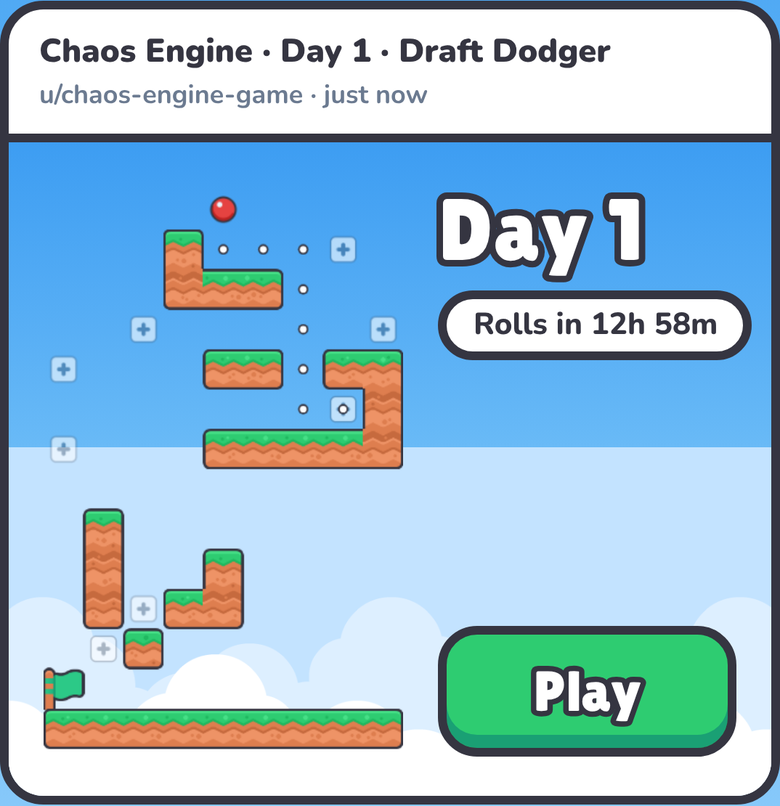 Chaos Engine · Day 1 · Draft Dodger
u/chaos-engine-game · just now
Day 1
Rolls in 12h 58m
Play